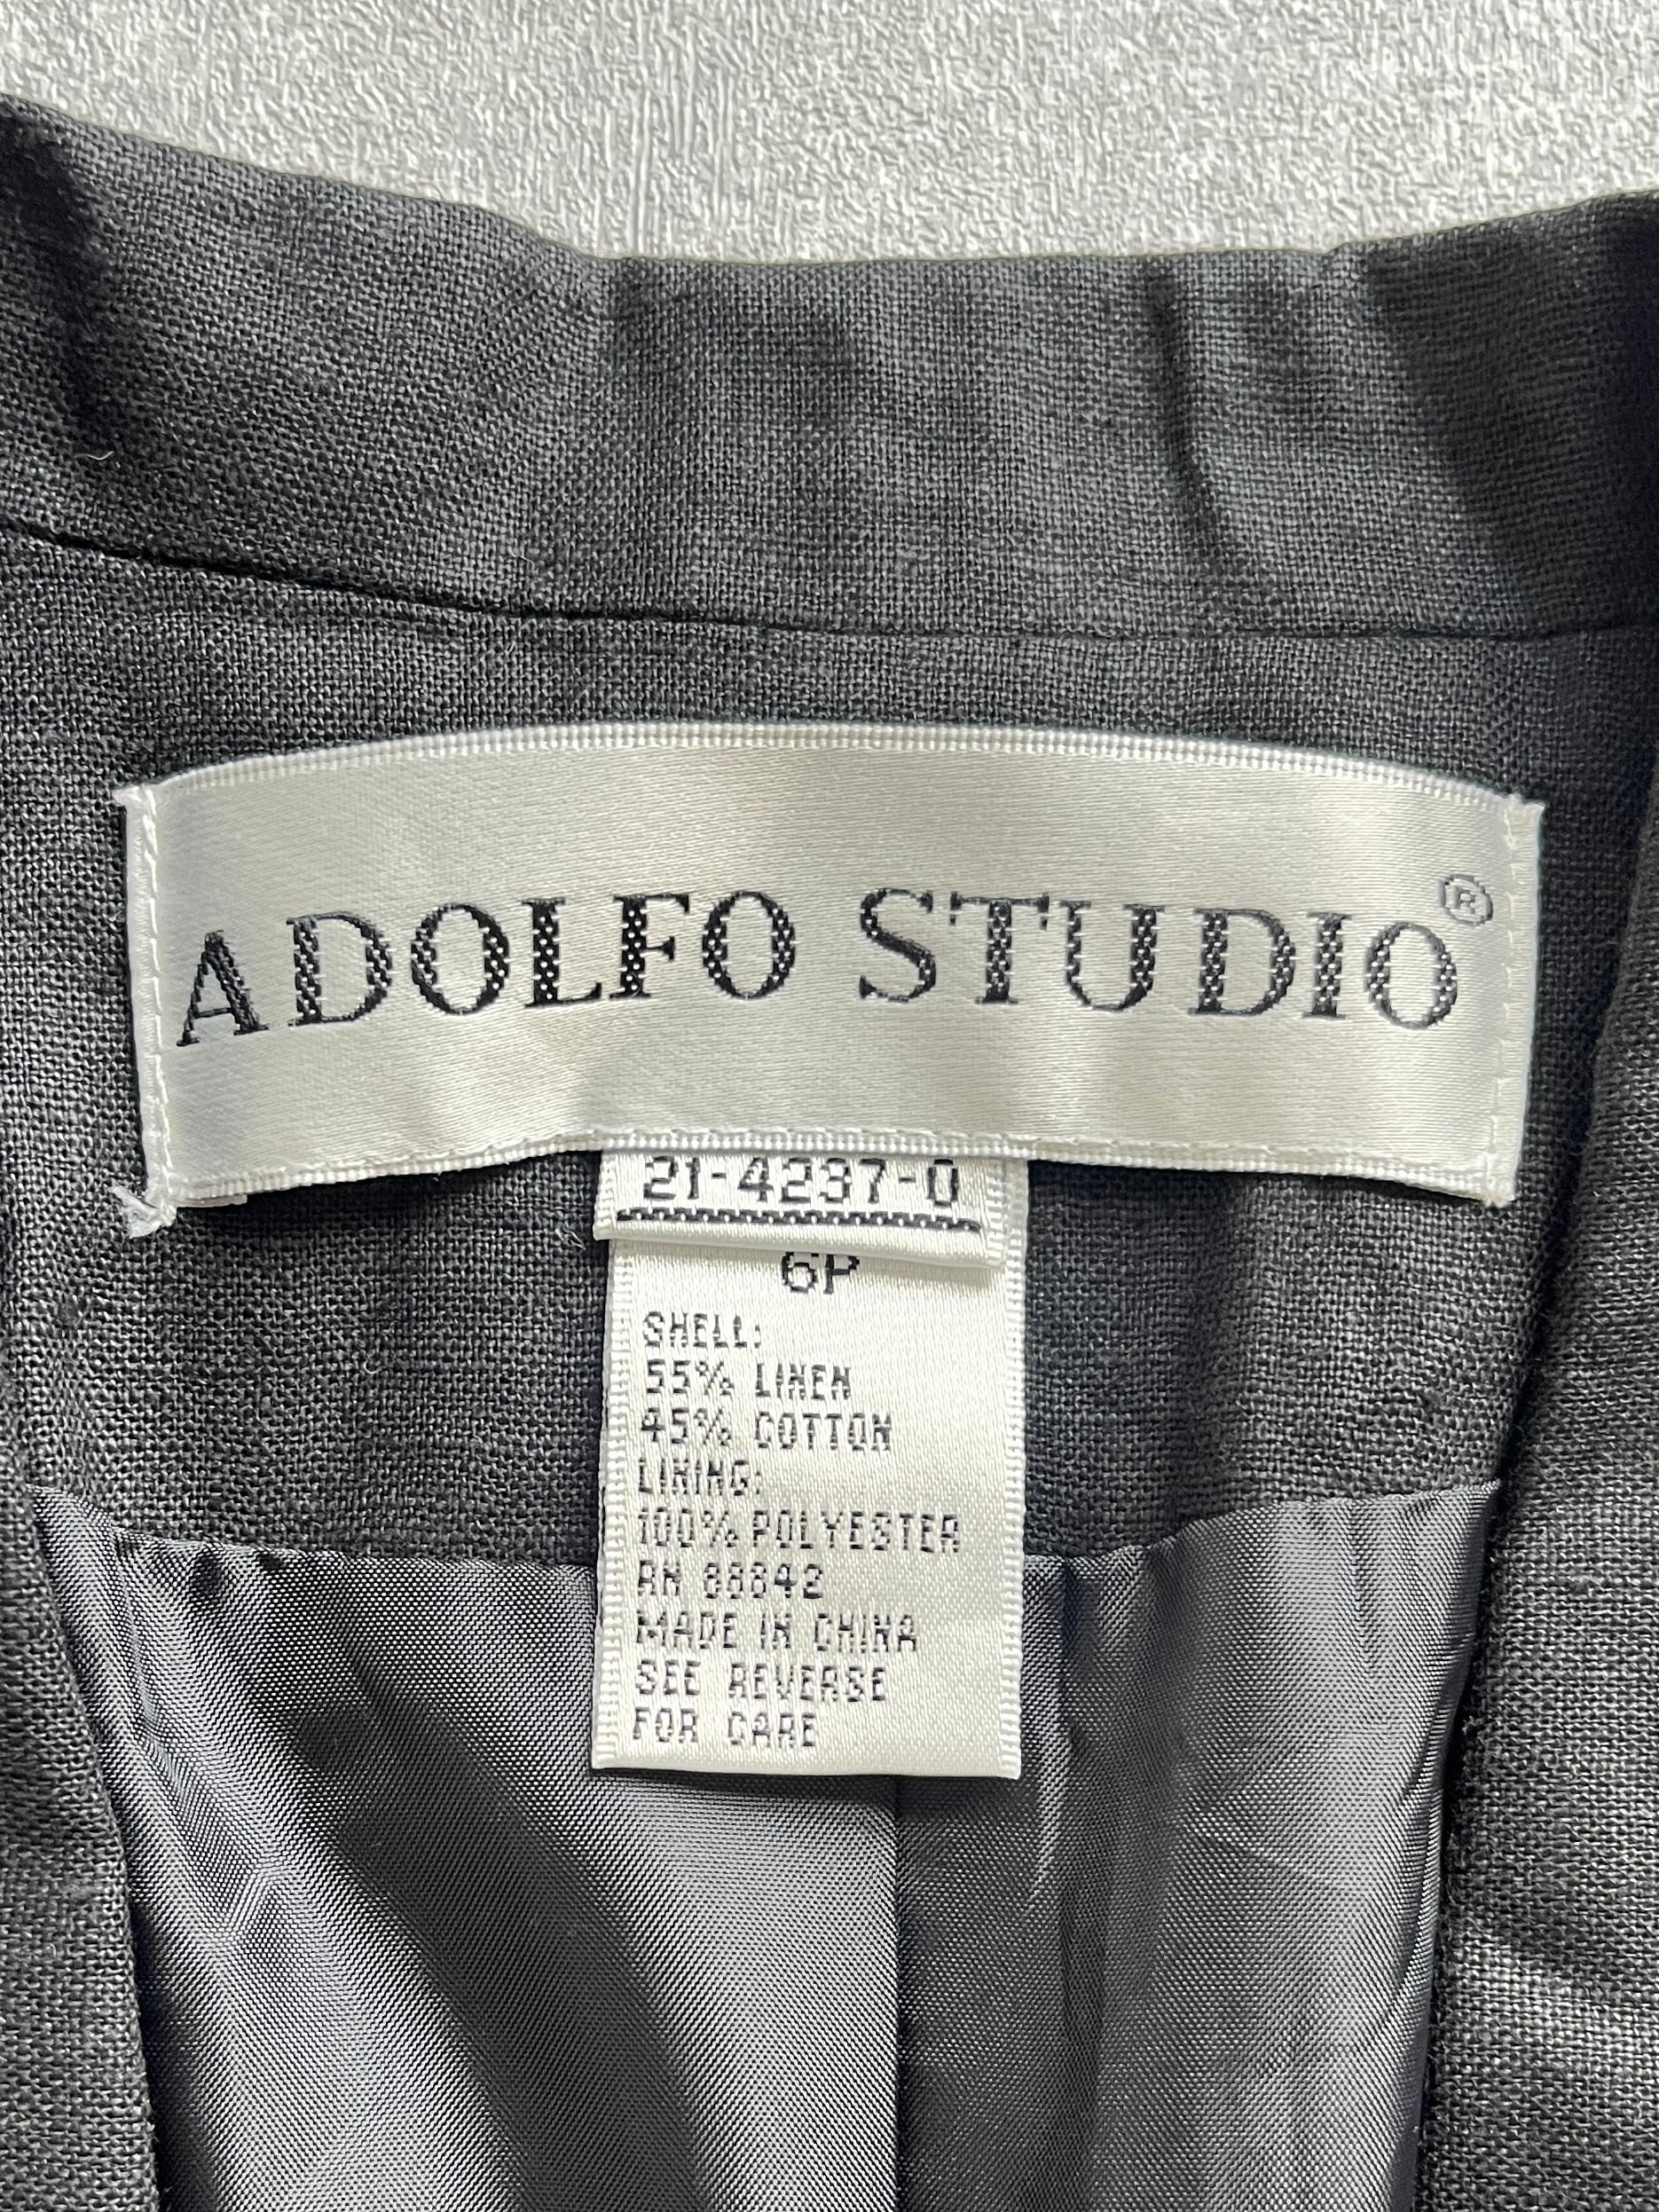 ADOLFO STUDIO®
21-4237-0
6P
SHELL:
55% LINEN
45% COTTON
LINING:
100% POLYESTER
RN 88842
MADE IN CHINA
SEE REVERSE
FOR CARE